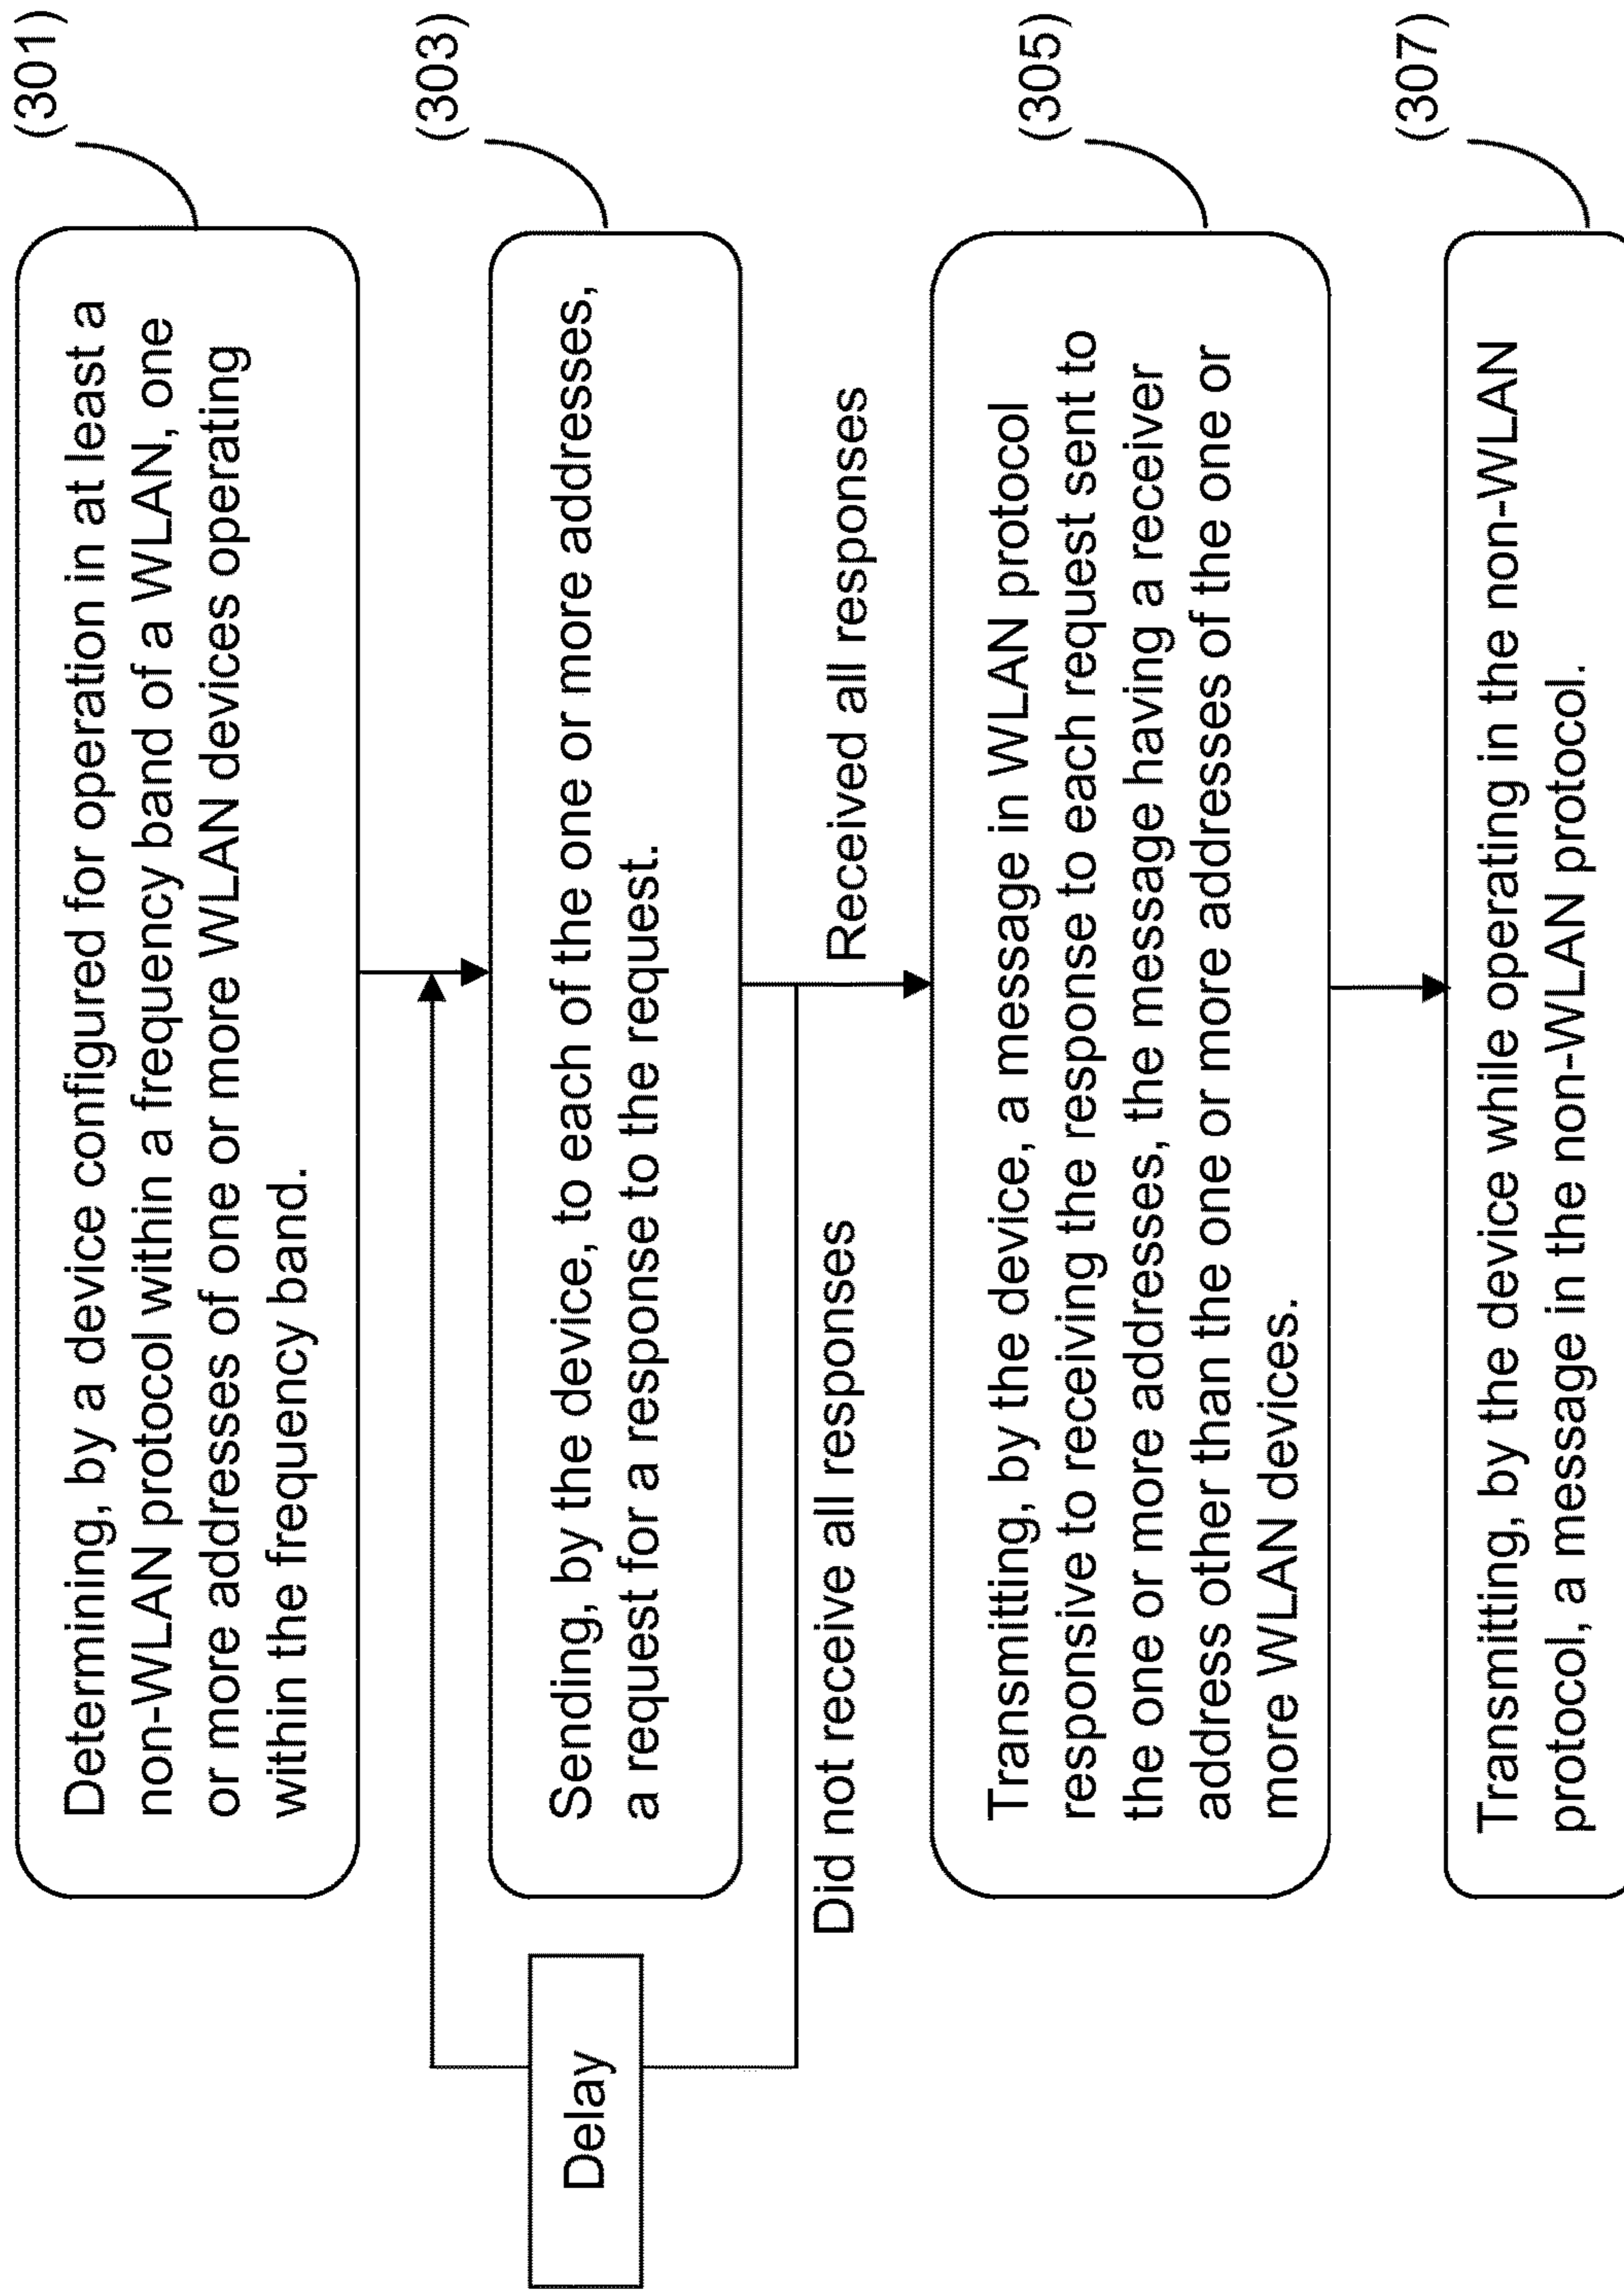 (301)
Determining, by a device configured for operation in at least a
non-WLAN protocol within a frequency band of a WLAN, one
or more addresses of one or more WLAN devices operating
within the frequency band.
(303)
Sending, by the device, to each of the one or more addresses,
a request for a response to the request.
Delay
Did not receive all responses
Received all responses
(305)
Transmitting, by the device, a message in WLAN protocol
responsive to receiving the response to each request sent to
the one or more addresses, the message having a receiver
address other than the one or more addresses of the one or
more WLAN devices.
(307)
Transmitting, by the device while operating in the non-WLAN
protocol, a message in the non-WLAN protocol.